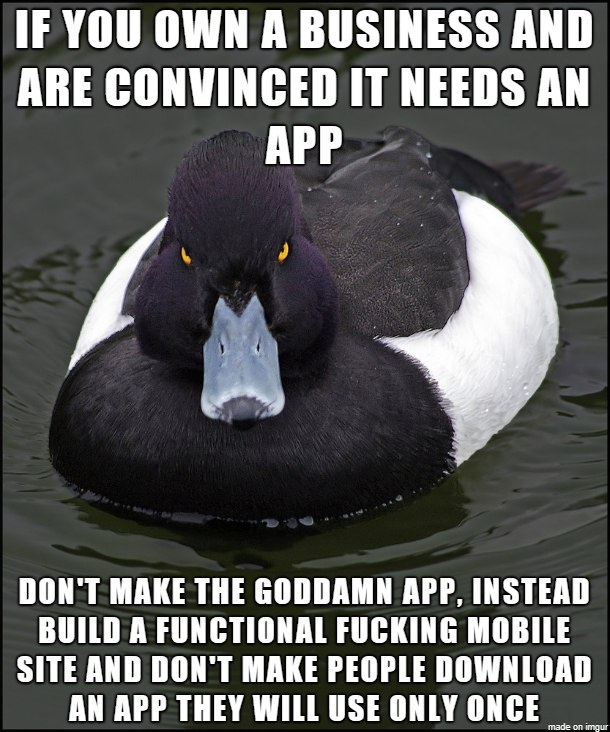 IF YOU OWN A BUSINESS AND
ARE CONVINCED IT NEEDS AN
APP
DON'T MAKE THE GODDAMN APP, INSTEAD
BUILD A FUNCTIONAL FUCKING MOBILE
SITE AND DON'T MAKE PEOPLE DOWNLOAD
AN APP THEY WILL USE ONLY ONCE
made on imgur